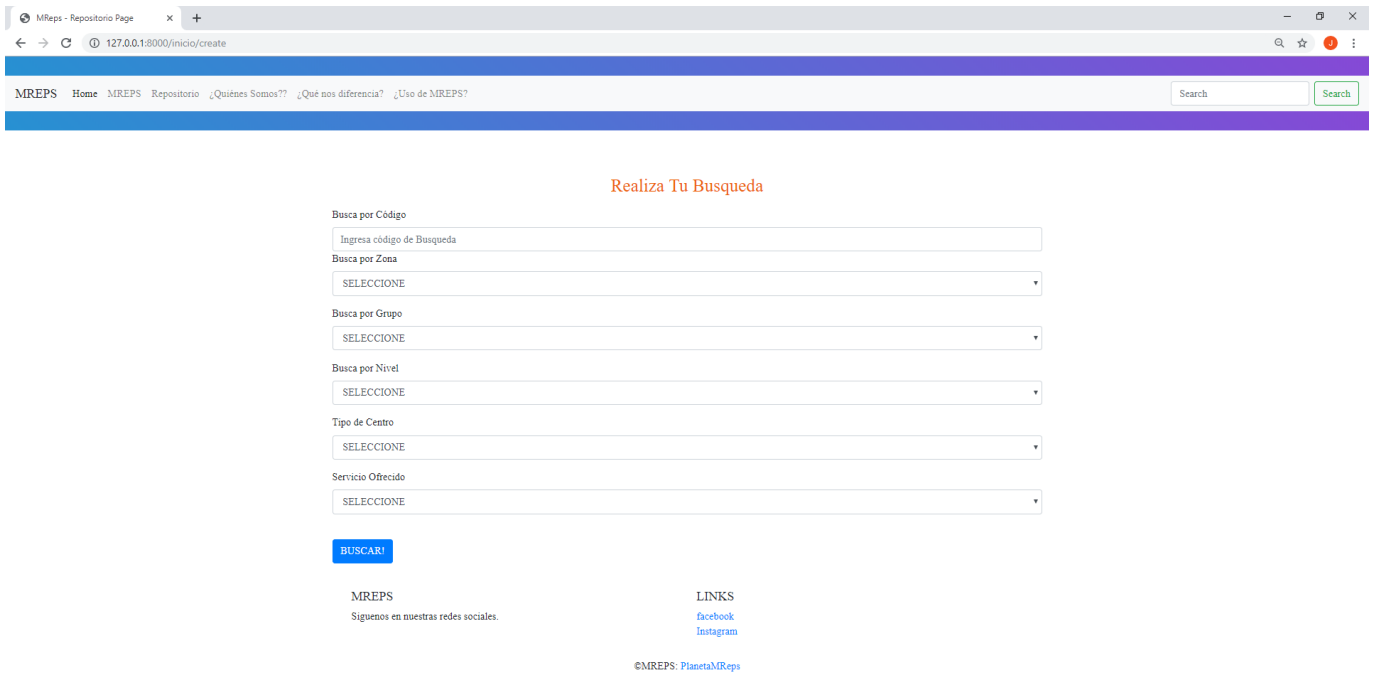 MReps - Repositorio Page
127.0.0.1:8000/inicio/create
J
MREPS Home MREPS Repositorio ¿Quiénes Somos?? ¿Qué nos diferencia? ¿Uso de MREPS? Search Search
Realiza Tu Busqueda
Busca por Código
Ingresa código de Busqueda
Busca por Zona
SELECCIONE
Busca por Grupo
SELECCIONE
Busca por Nivel
SELECCIONE
Tipo de Centro
SELECCIONE
Servicio Ofrecido
SELECCIONE
BUSCAR!
MREPS
Siguenos en nuestras redes sociales.
LINKS
facebook
Instagram
©MREPS: PlanetaMReps